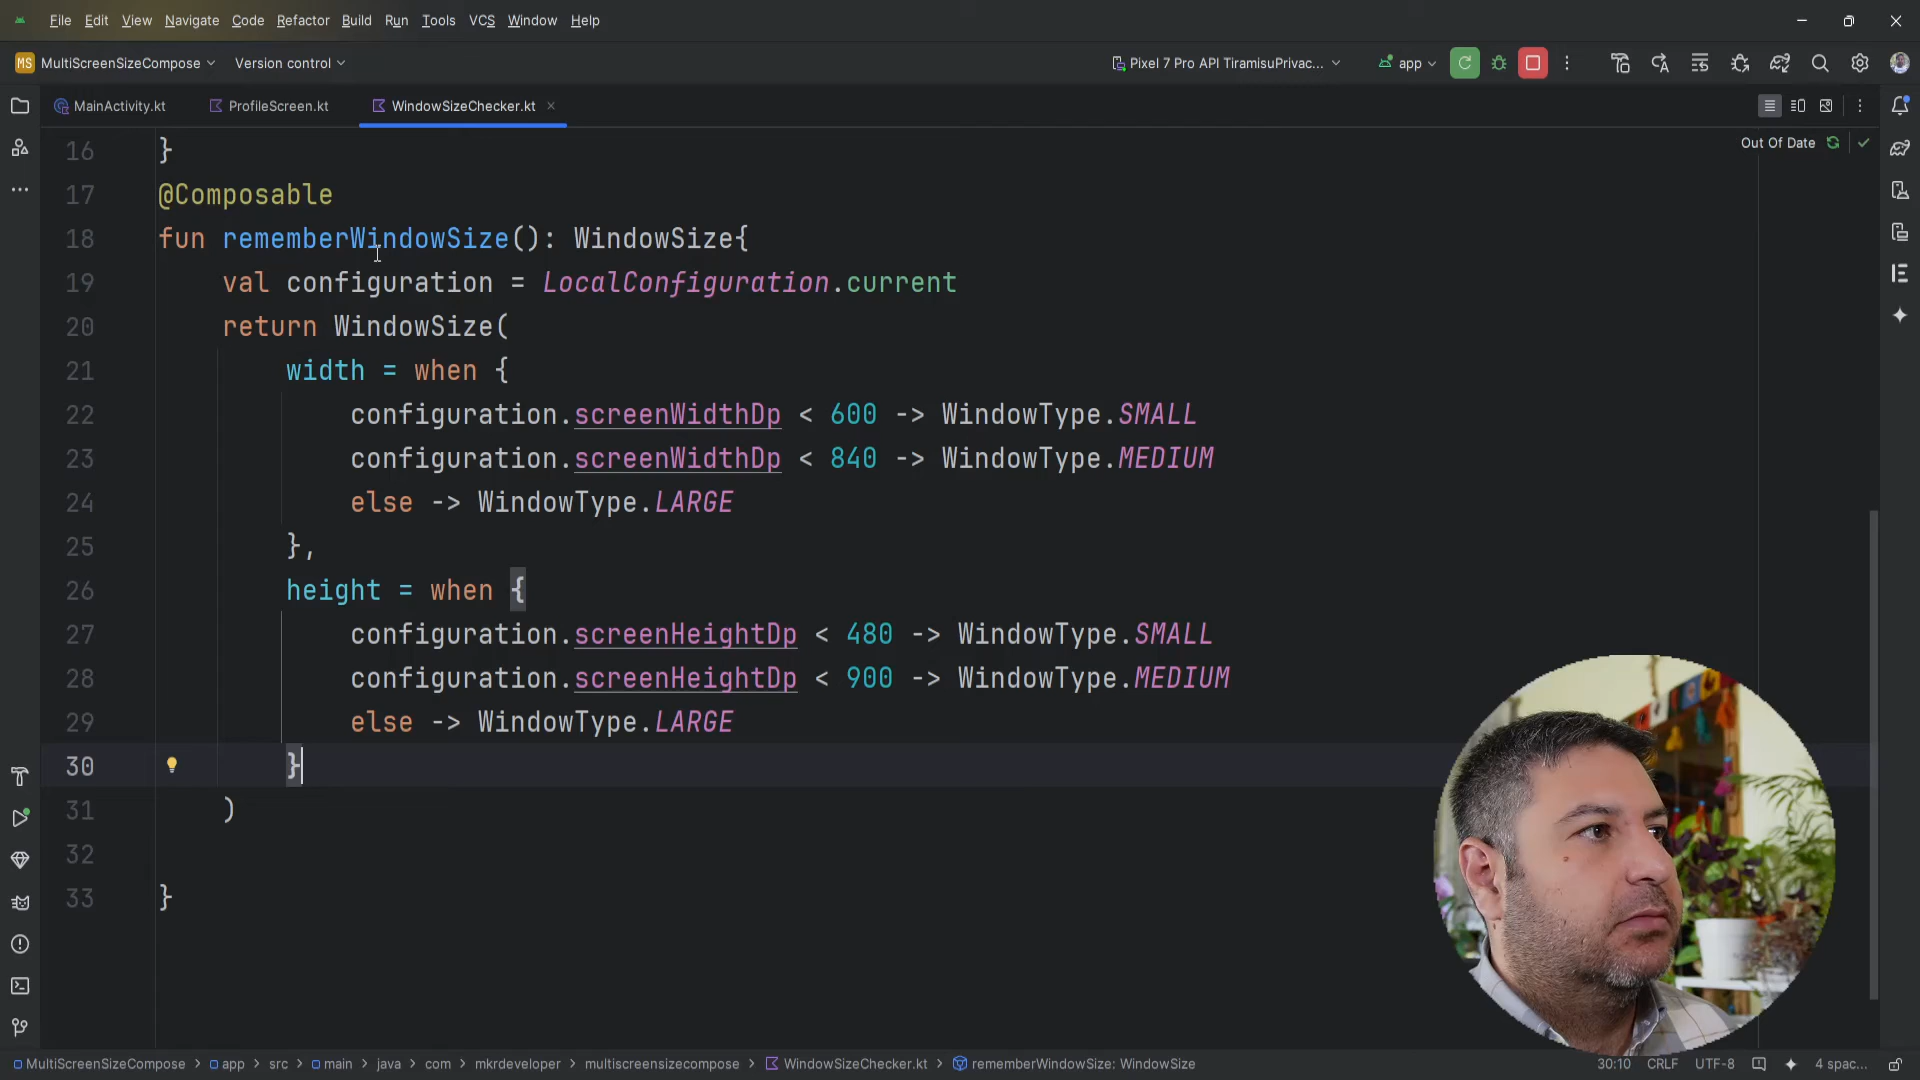 File Edit View Navigate Code Refactor Build Run Tools VCS Window Help
MS MultiScreenSizeCompose Version control Pixel 7 Pro API TiramisuPrivac... app
MainActivity.kt ProfileScreen.kt WindowSizeChecker.kt
Out Of Date
16 }
17 @Composable
18 fun rememberWindowSize(): WindowSize{
19 val configuration = LocalConfiguration.current
20 return WindowSize(
21 width = when {
22 configuration.screenWidthDp < 600 -> WindowType.SMALL
23 configuration.screenWidthDp < 840 -> WindowType.MEDIUM
24 else -> WindowType.LARGE
25 },
26 height = when {
27 configuration.screenHeightDp < 480 -> WindowType.SMALL
28 configuration.screenHeightDp < 900 -> WindowType.MEDIUM
29 else -> WindowType.LARGE
30 }
31 )
32
33 }
MultiScreenSizeCompose > app > src > main > java > com > mkrdeveloper > multiscreensizecompose > WindowSizeChecker.kt > rememberWindowSize: WindowSize 30:10 CRLF UTF-8 4 spac...